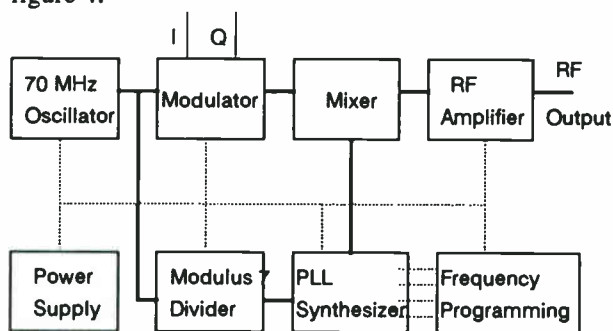 figure 4.
I Q
70 MHz
Oscillator
Modulator
Mixer
RF
Amplifier
RF
Output
Power
Supply
Modulus 7
Divider
PLL
Synthesizer
Frequency
Programming